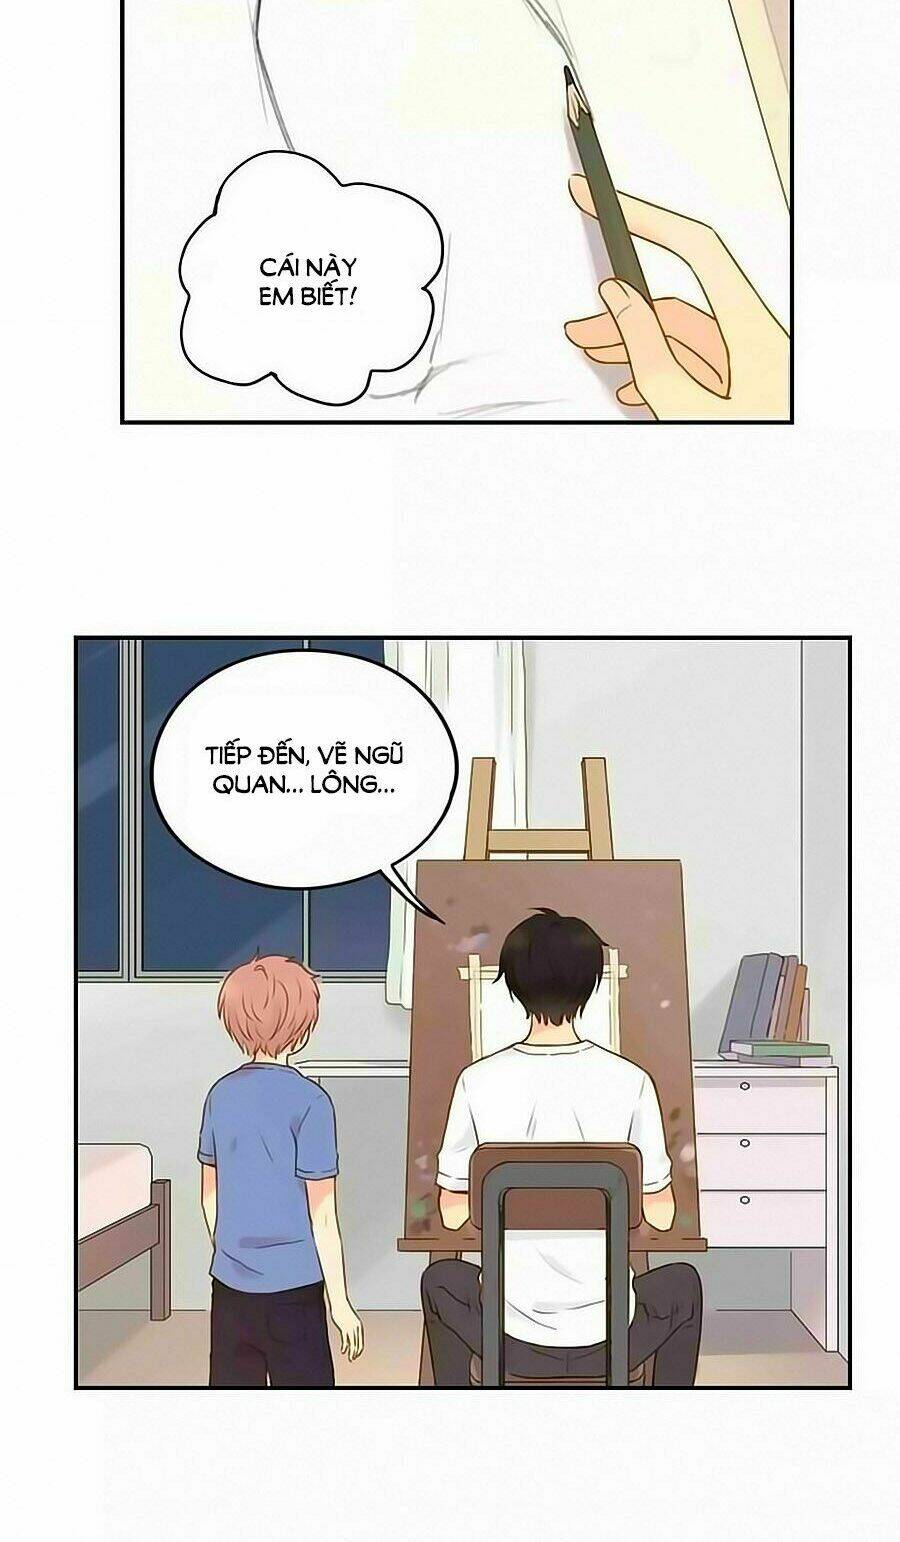 CÁI NÀY
EM BIẾT!
TIẾP ĐẾN, VẼ NGŨ
QUAN... LÔNG...